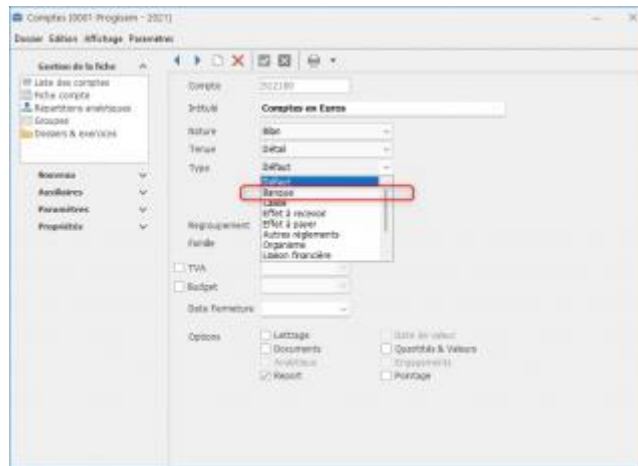 Comptes [0001 Progisem - 2021]
Dossier Edition Affichage Paramètres
Gestion de la fiche
Liste des comptes
Fiche compte
Répartitions analytiques
Groupes
Dossiers & exercices
Nouveau
Auxiliaires
Paramètres
Propriétés
Compte 512100
Intitulé Comptes en Euros
Nature Bilan
Tenue Détail
Type Défaut
Défaut
Banque
Caisse
Effet à recevoir
Effet à payer
Autres règlements
Organisme
Liaison financière
Regroupement
Fonds
TVA
Budget
Date Fermeture
Options Lettrage Date de valeur
Documents Quantités & Valeurs
Analytique Engagements
Report Pointage